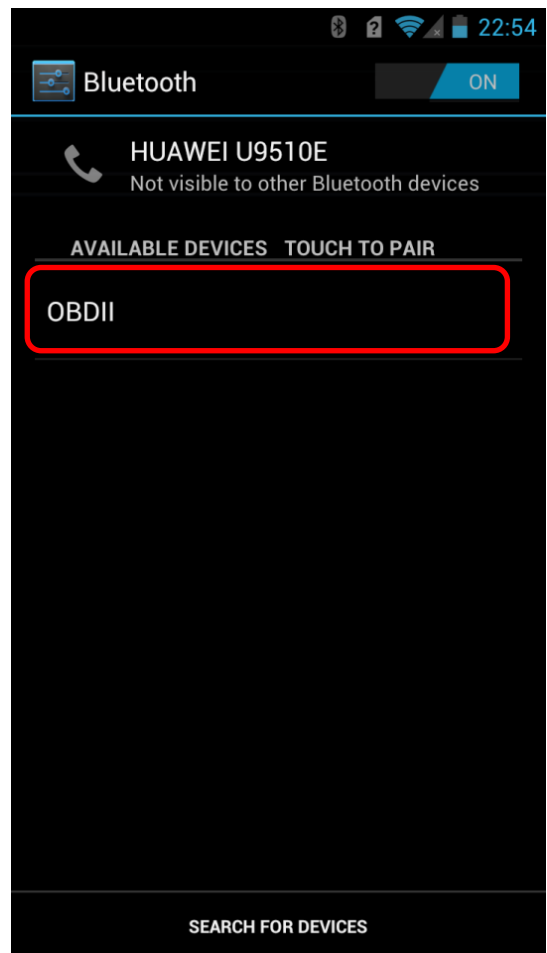 22:54
Bluetooth ON
HUAWEI U9510E
Not visible to other Bluetooth devices
AVAILABLE DEVICES TOUCH TO PAIR
OBDII
SEARCH FOR DEVICES